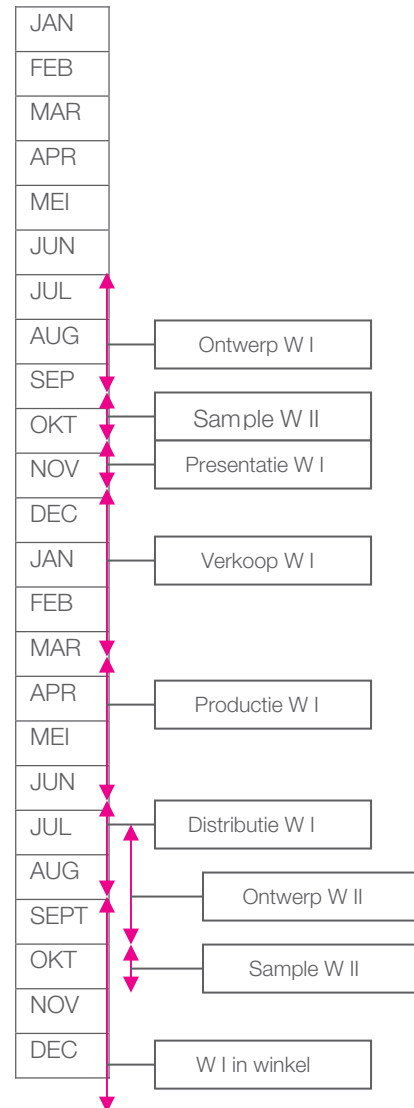 JAN
FEB
MAR
APR
MEI
JUN
JUL
AUG
Ontwerp W I
SEP
OKT
Sample W II
NOV
Presentatie W I
DEC
JAN
Verkoop W I
FEB
MAR
APR
Productie W I
MEI
JUN
JUL
Distributie W I
AUG
Ontwerp W II
SEPT
OKT
Sample W II
NOV
DEC
W I in winkel